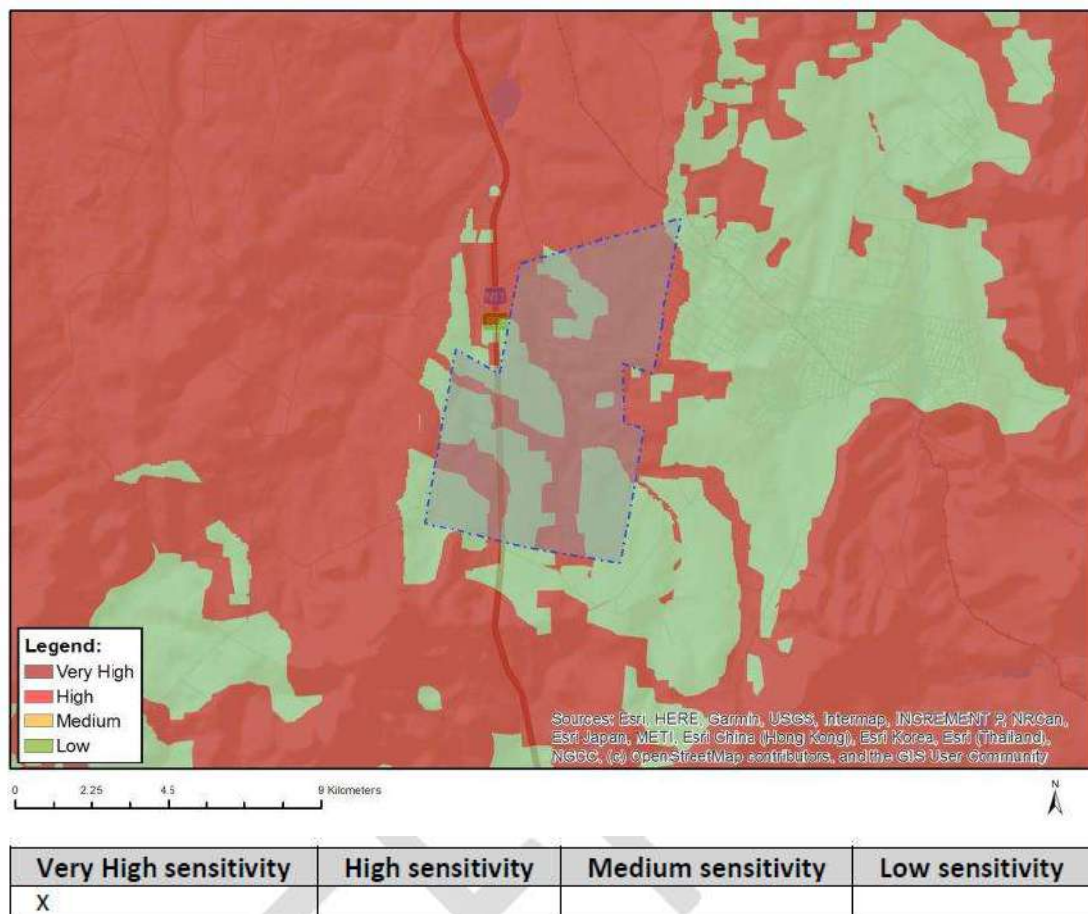 Legend:
Very High
High
Medium
Low
Sources: Esri, HERE, Garmin, USGS, Intermap, INCREMENT P, NRCan,
Esri Japan, METI, Esri China (Hong Kong), Esri Korea, Esri (Thailand),
NGCC, (c) OpenStreetMap contributors, and the GIS User Community
0 2.25 4.5 9 Kilometers
N
Very High sensitivity High sensitivity Medium sensitivity Low sensitivity
X